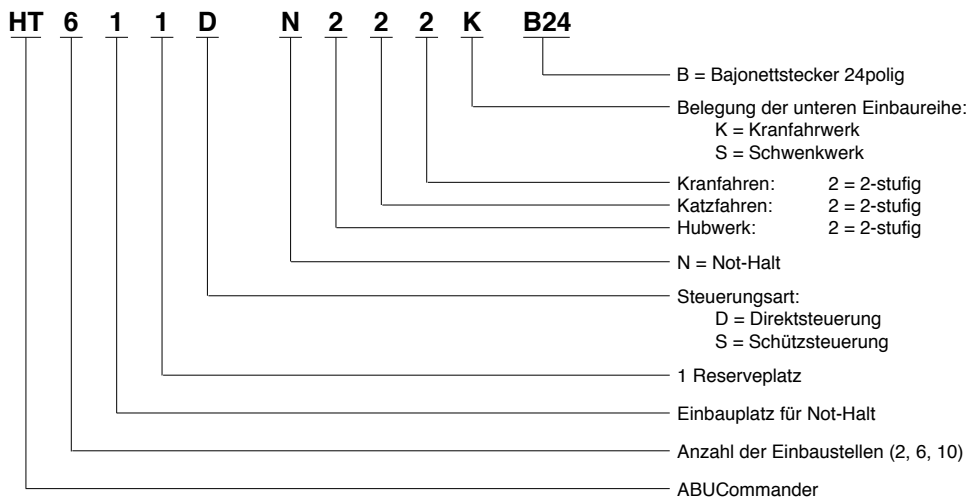 HT 6 1 1 D N 2 2 2 K B24
B = Bajonettstecker 24polig
Belegung der unteren Einbaureihe:
K = Kranfahrwerk
S = Schwenkwerk
Kranfahren: 2 = 2-stufig
Katzfahren: 2 = 2-stufig
Hubwerk: 2 = 2-stufig
N = Not-Halt
Steuerungsart:
D = Direktsteuerung
S = Schützsteuerung
1 Reserveplatz
Einbauplatz für Not-Halt
Anzahl der Einbaustellen (2, 6, 10)
ABUCommander